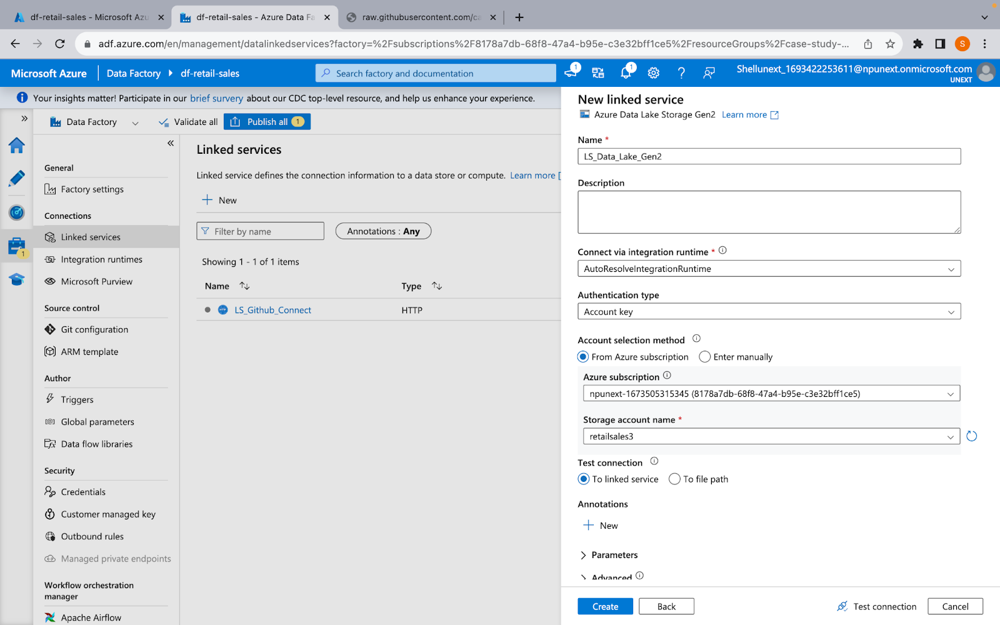 df-retail-sales - Microsoft Azu
df-retail-sales - Azure Data Fa
raw.githubusercontent.com/ca
adf.azure.com/en/management/datalinkedservices?factory=%2Fsubscriptions%2F8178a7db-68f8-47a4-b95e-c3e32bff1ce5%2FresourceGroups%2Fcase-study-...
S
Microsoft Azure
Data Factory
df-retail-sales
Search factory and documentation
1
1
Shellunext_1693422253611@npunext.onmicrosoft.com
UNEXT
Your insights matter! Participate in our brief survey about our CDC top-level resource, and help us enhance your experience.
Data Factory
Validate all
Publish all 1
1
General
Factory settings
Connections
Linked services
Integration runtimes
Microsoft Purview
Source control
Git configuration
ARM template
Author
Triggers
Global parameters
Data flow libraries
Security
Credentials
Customer managed key
Outbound rules
Managed private endpoints
Workflow orchestration
manager
Apache Airflow
Linked services
Linked service defines the connection information to a data store or compute. Learn more
New
Filter by name
Annotations : Any
Showing 1 - 1 of 1 items
Name Type
LS_Github_Connect HTTP
New linked service
Azure Data Lake Storage Gen2 Learn more
Name *
LS_Data_Lake_Gen2
Description
Connect via integration runtime *
AutoResolveIntegrationRuntime
Authentication type
Account key
Account selection method
From Azure subscription Enter manually
Azure subscription
npunext-1673505315345 (8178a7db-68f8-47a4-b95e-c3e32bff1ce5)
Storage account name *
retailsales3
Test connection
To linked service To file path
Annotations
New
Parameters
Advanced
Create Back Test connection Cancel